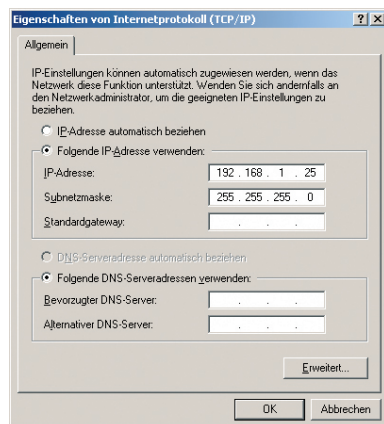 Eigenschaften von Internetprotokoll (TCP/IP)
Allgemein
IP-Einstellungen können automatisch zugewiesen werden, wenn das
Netzwerk diese Funktion unterstützt. Wenden Sie sich andernfalls an
den Netzwerkadministrator, um die geeigneten IP-Einstellungen zu
beziehen.
IP-Adresse automatisch beziehen
Folgende IP-Adresse verwenden:
IP-Adresse: 192 . 168 . 1 . 25
Subnetzmaske: 255 . 255 . 255 . 0
Standardgateway: . . .
DNS-Serveradresse automatisch beziehen
Folgende DNS-Serveradressen verwenden:
Bevorzugter DNS-Server: . . .
Alternativer DNS-Server: . . .
Erweitert...
OK Abbrechen